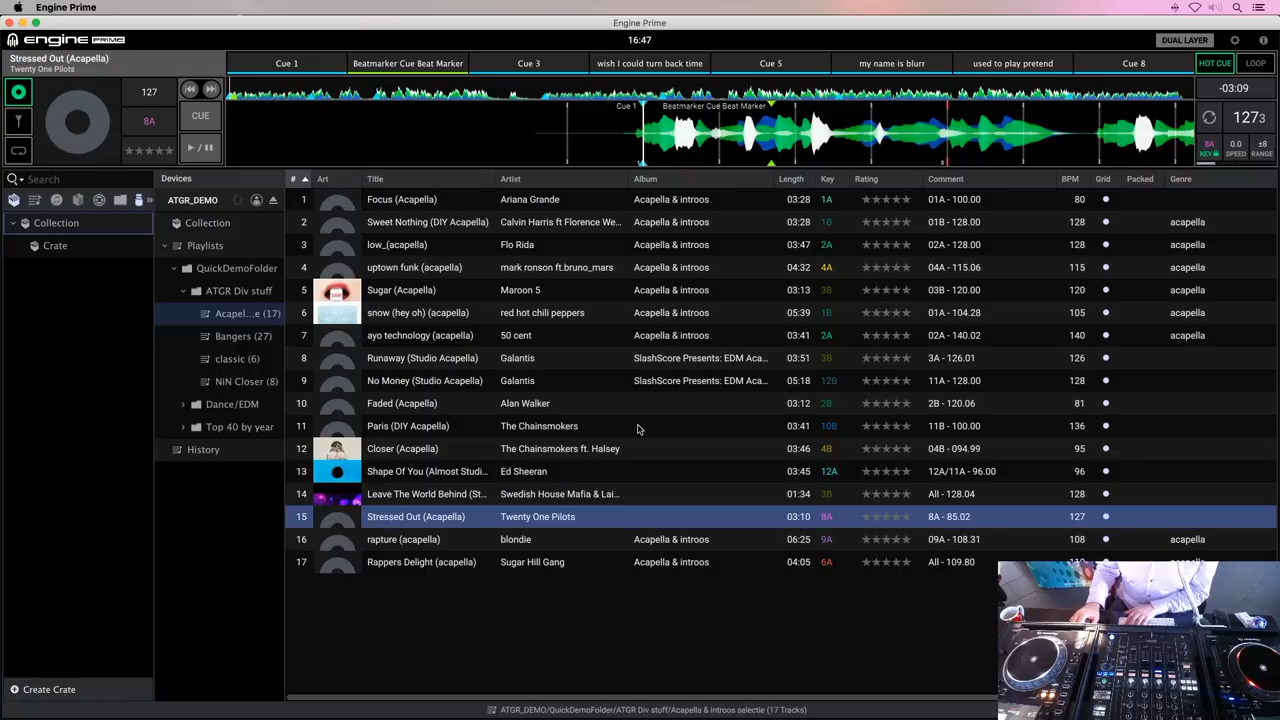 Engine Prime
Engine Prime
engine PRIME
16:47
DUAL LAYER
Stressed Out (Acapella)
Twenty One Pilots
Cue 1
Beatmarker Cue Beat Marker
Cue 3
wish I could turn back time
Cue 5
my name is blurr
used to play pretend
Cue 8
HOT CUE
LOOP
127
8A
CUE
-03:09
Cue 1
Beatmarker Cue Beat Marker
1273
8A
KEY
0.0
SPEED
±8
RANGE
1
2
Search
Devices
# Art Title Artist Album Length Key Rating Comment BPM Grid Packed Genre
ATGR_DEMO
Collection
Crate
Collection
Playlists
QuickDemoFolder
ATGR Div stuff
Acapel...e (17)
Bangers (27)
classic (6)
NiN Closer (8)
Dance/EDM
Top 40 by year
History
1 Focus (Acapella) Ariana Grande Acapella & introos 03:28 1A 01A - 100.00 80
2 Sweet Nothing (DIY Acapella) Calvin Harris ft Florence We... Acapella & introos 03:28 1B 01B - 128.00 128 acapella
3 low_(acapella) Flo Rida Acapella & introos 03:47 2A 02A - 128.00 128 acapella
4 uptown funk (acapella) mark ronson ft.bruno_mars Acapella & introos 04:32 4A 04A - 115.06 115 acapella
5 Sugar (Acapella) Maroon 5 Acapella & introos 03:13 3B 03B - 120.00 120 acapella
6 snow (hey oh) (acapella) red hot chili peppers Acapella & introos 05:39 1B 01A - 104.28 105 acapella
7 ayo technology (acapella) 50 cent Acapella & introos 03:41 2A 02A - 140.02 140 acapella
8 Runaway (Studio Acapella) Galantis SlashScore Presents: EDM Aca... 03:51 3B 3A - 126.01 126
9 No Money (Studio Acapella) Galantis SlashScore Presents: EDM Aca... 05:18 12B 11A - 128.00 128
10 Faded (Acapella) Alan Walker 03:12 2B 2B - 120.06 81
11 Paris (DIY Acapella) The Chainsmokers 03:41 10B 11B - 100.00 136
12 Closer (Acapella) The Chainsmokers ft. Halsey 03:46 4B 04B - 094.99 95
13 Shape Of You (Almost Studi... Ed Sheeran 03:45 12A 12A/11A - 96.00 96
14 Leave The World Behind (St... Swedish House Mafia & Lai... 01:34 3B All - 128.04 128
15 Stressed Out (Acapella) Twenty One Pilots 03:10 8A 8A - 85.02 127
16 rapture (acapella) blondie Acapella & introos 06:25 9A 09A - 108.31 108 acapella
17 Rappers Delight (acapella) Sugar Hill Gang Acapella & introos 04:05 6A All - 109.80 acapella
Create Crate
ATGR_DEMO/QuickDemoFolder/ATGR Div stuff/Acapella & introos selectie (17 Tracks)